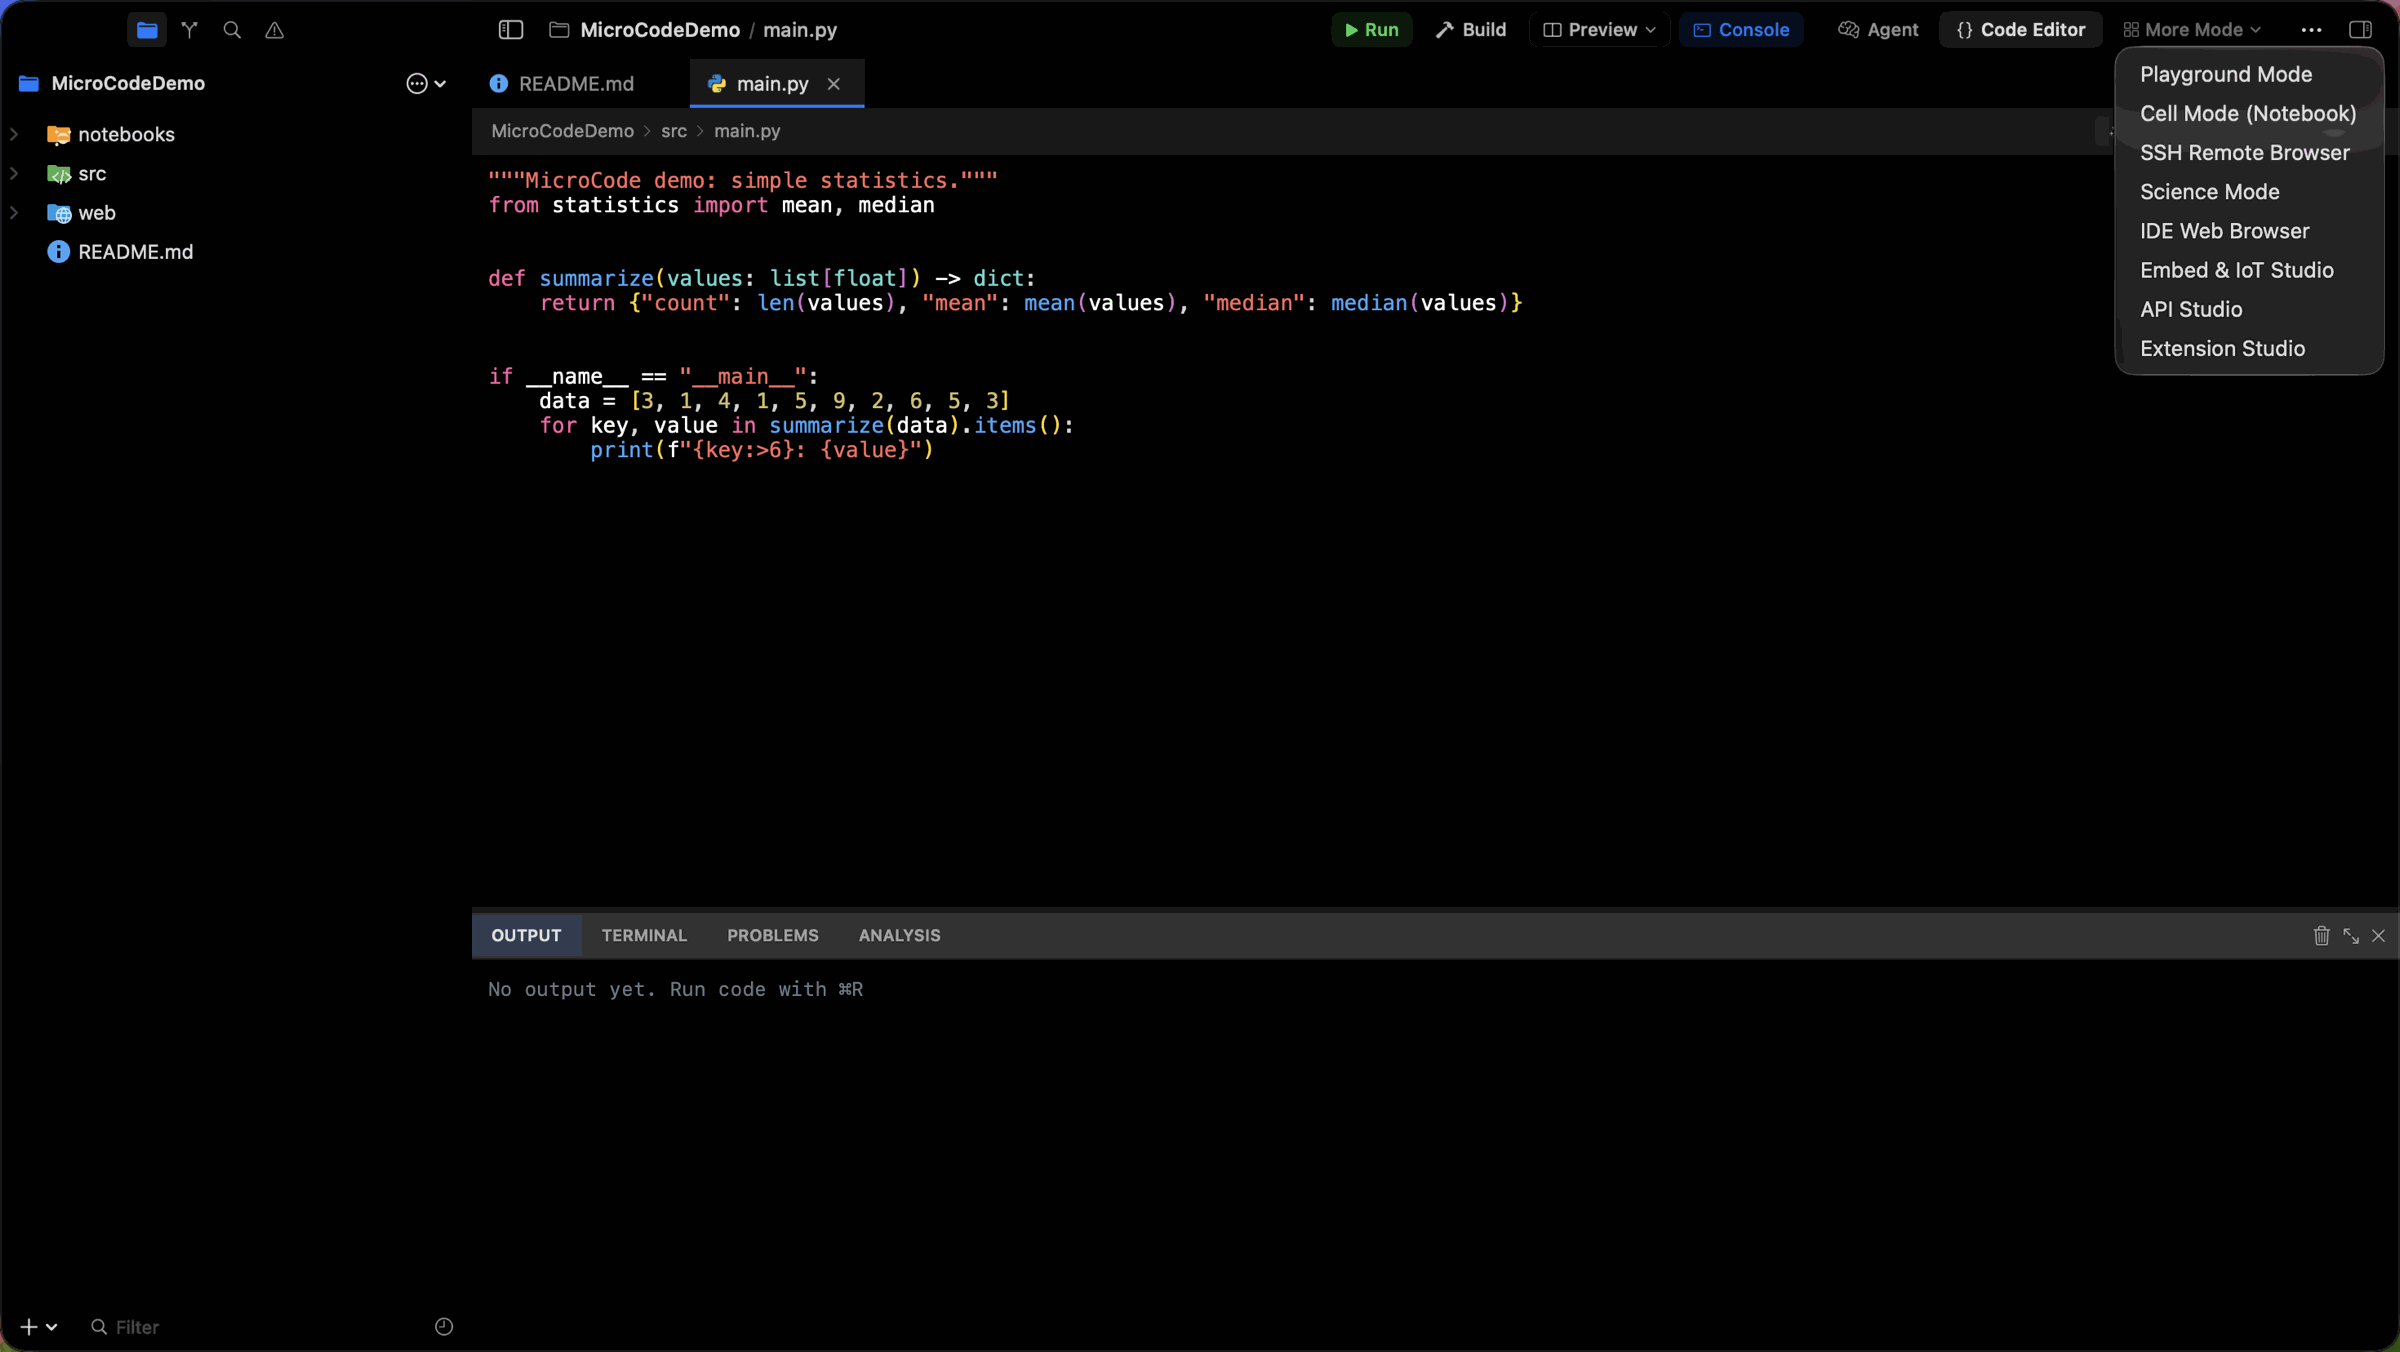 MicroCodeDemo / main.py
Run
Build
Preview
Console
Agent
{} Code Editor
More Mode
MicroCodeDemo
notebooks
src
web
README.md
README.md
main.py
MicroCodeDemo > src > main.py
"""MicroCode demo: simple statistics."""
from statistics import mean, median
def summarize(values: list[float]) -> dict:
    return {"count": len(values), "mean": mean(values), "median": median(values)}
if __name__ == "__main__":
    data = [3, 1, 4, 1, 5, 9, 2, 6, 5, 3]
    for key, value in summarize(data).items():
        print(f"{key:>6}: {value}")
Playground Mode
Cell Mode (Notebook)
SSH Remote Browser
Science Mode
IDE Web Browser
Embed & IoT Studio
API Studio
Extension Studio
OUTPUT
TERMINAL
PROBLEMS
ANALYSIS
No output yet. Run code with ⌘R
Filter